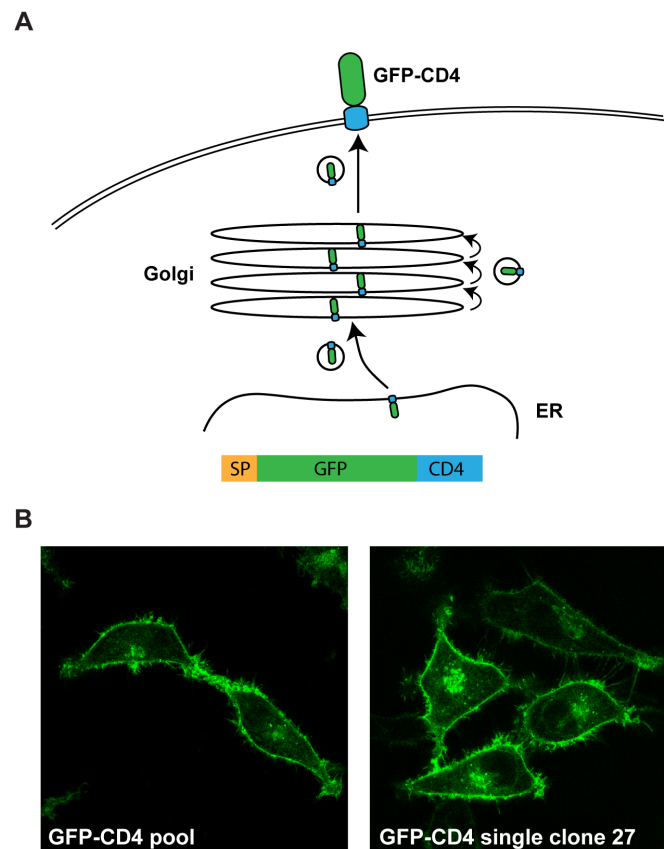 A
GFP-CD4
Golgi
ER
SP GFP CD4
B
GFP-CD4 pool
GFP-CD4 single clone 27